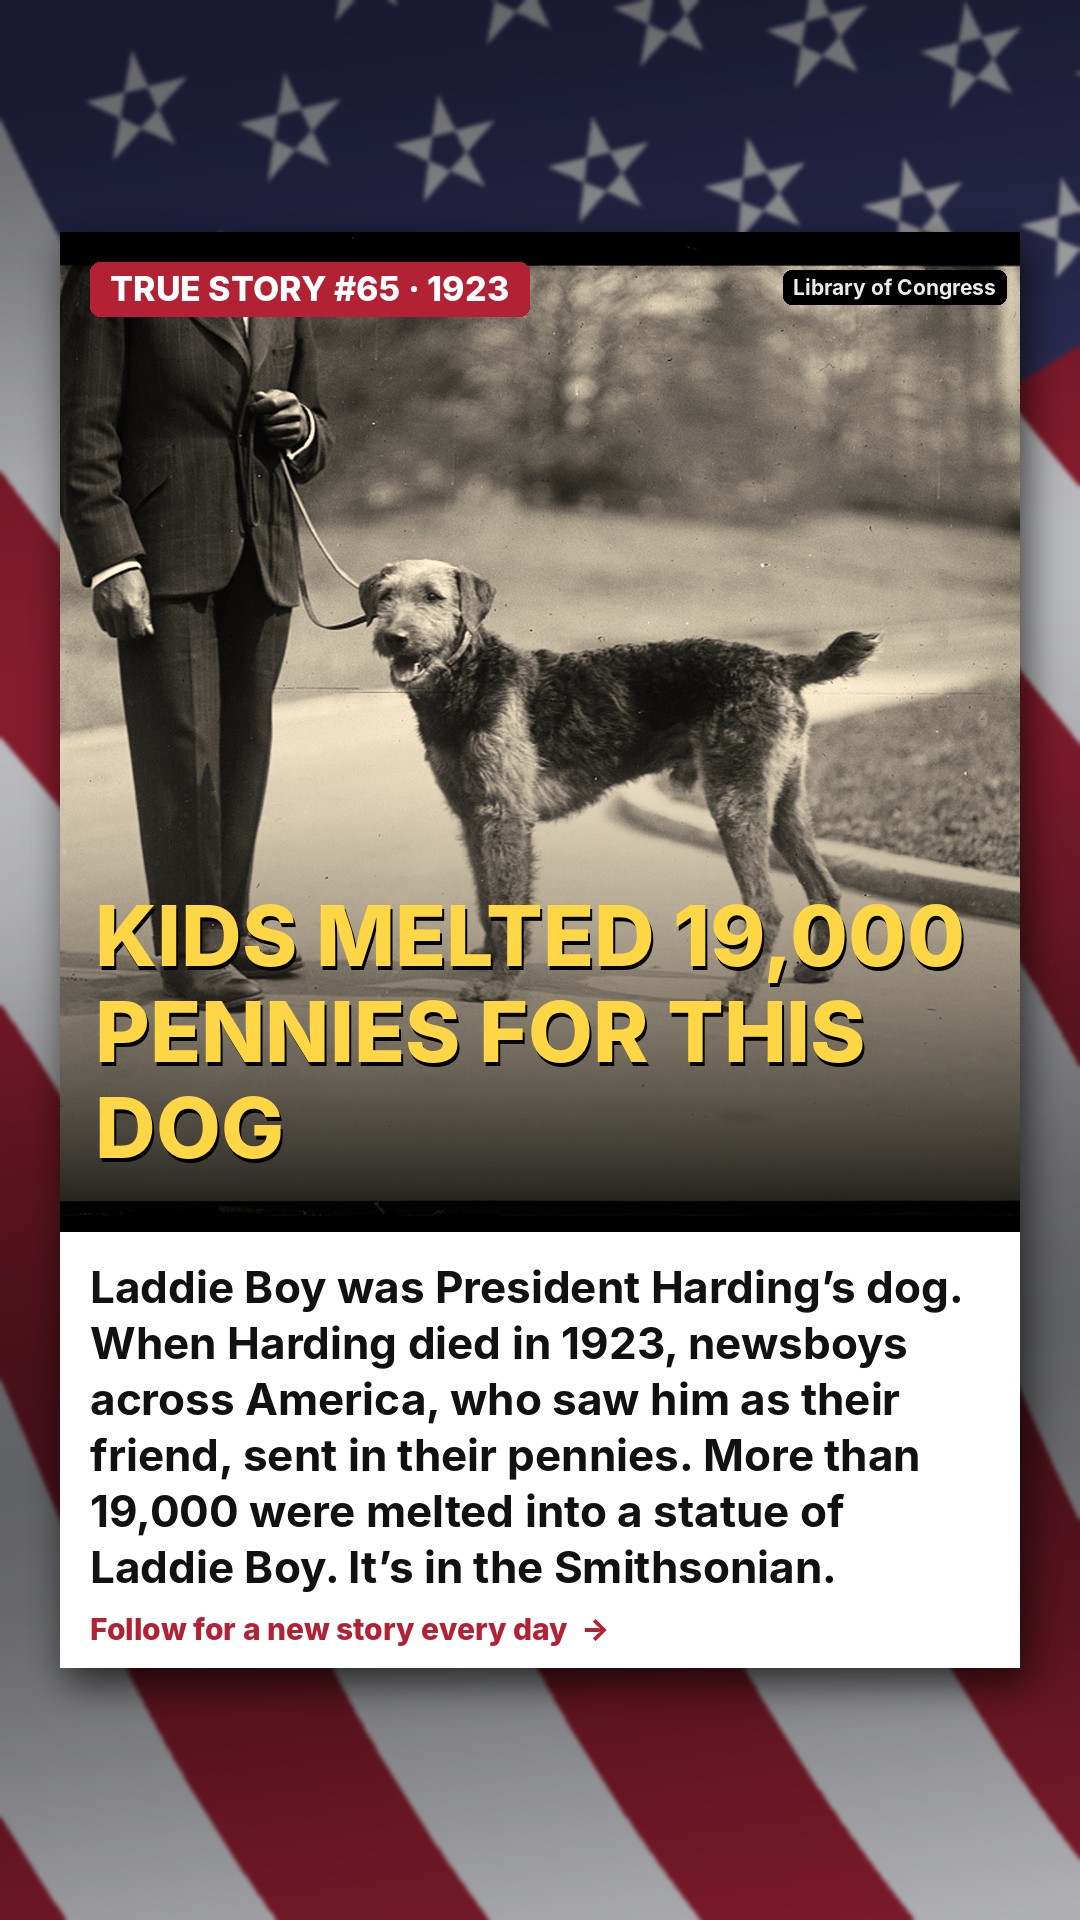 TRUE STORY #65 · 1923
Library of Congress
KIDS MELTED 19,000
PENNIES FOR THIS
DOG
Laddie Boy was President Harding’s dog.
When Harding died in 1923, newsboys
across America, who saw him as their
friend, sent in their pennies. More than
19,000 were melted into a statue of
Laddie Boy. It’s in the Smithsonian.
Follow for a new story every day →